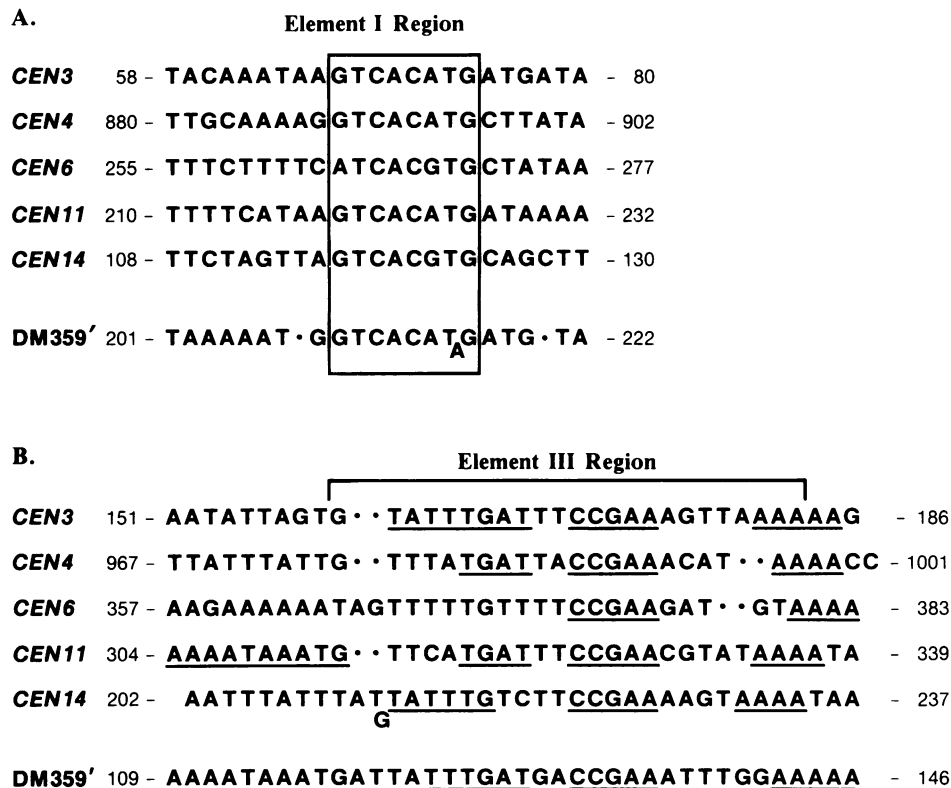 A.
Element I Region
CEN3 58 - TACAAATAAGTCACATGATGATA - 80
CEN4 880 - TTGCAAAAGGTCACATGCTTATA - 902
CEN6 255 - TTTCTTTTCATCACGTGCTATAA - 277
CEN11 210 - TTTTCATAAGTCACATGATAAAA - 232
CEN14 108 - TTCTAGTTAGTCACGTGCAGCTT - 130
DM359′ 201 - TAAAAAT·GGTCACATGATG·TA - 222
A
B.
Element III Region
CEN3 151 - AATATTAGTG··TATTTGATTTCCGAAAGTTAAAAAAG - 186
CEN4 967 - TTATTTATTG··TTTATGATTACCGAAACAT··AAAACC - 1001
CEN6 357 - AAGAAAAAATAGTTTTTGTTTTCCGAAGAT··GTAAAA - 383
CEN11 304 - AAAATAAATG··TTCATGATTTCCGAACGTATAAAATA - 339
CEN14 202 - AATTTATTTATTATTTGTCTTCCGAAAAGTAAAATAA - 237
G
DM359′ 109 - AAAATAAATGATTATTTGATGACCGAAATTTGGAAAAA - 146